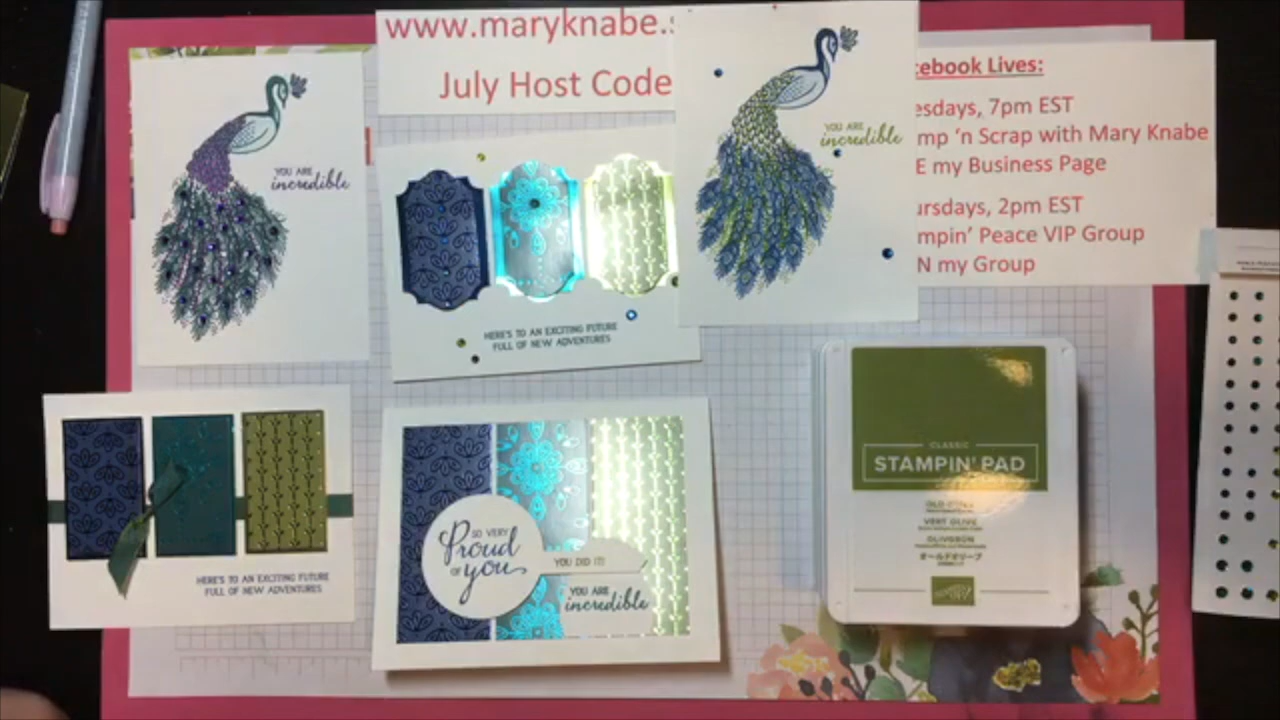 www.maryknabe.s
July Host Code
cebook Lives:
esdays, 7pm EST
mp 'n Scrap with Mary Knabe
E my Business Page
ursdays, 2pm EST
mpin' Peace VIP Group
N my Group
YOU ARE
incredible
YOU ARE
incredible
HERE'S TO AN EXCITING FUTURE
FULL OF NEW ADVENTURES
HERE'S TO AN EXCITING FUTURE
FULL OF NEW ADVENTURES
SO VERY
Proud
OF you
YOU DID IT!
YOU ARE
incredible
CLASSIC
STAMPIN' PAD
OLD OLIVE
VERT OLIVE
OLIVGRÜN
オールドオリーブ